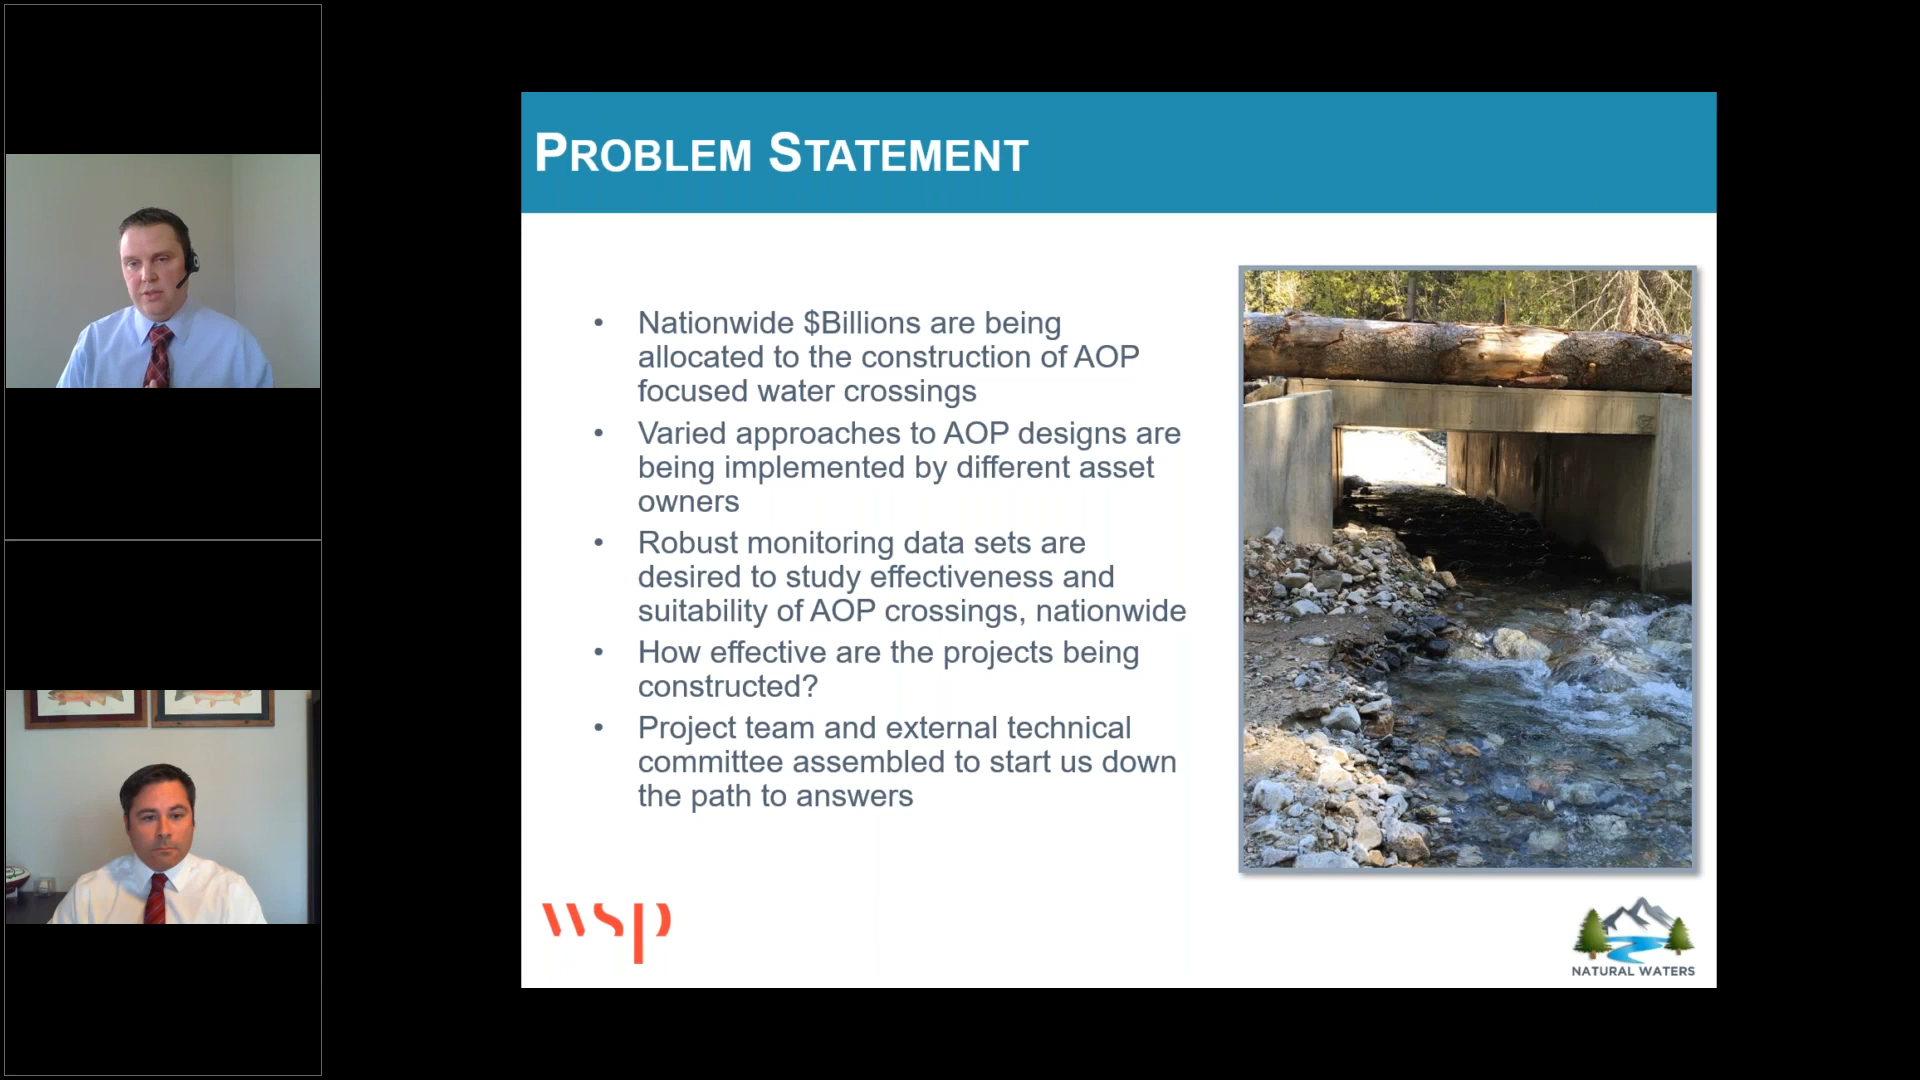 PROBLEM STATEMENT
• Nationwide $Billions are being
allocated to the construction of AOP
focused water crossings
• Varied approaches to AOP designs are
being implemented by different asset
owners
• Robust monitoring data sets are
desired to study effectiveness and
suitability of AOP crossings, nationwide
• How effective are the projects being
constructed?
• Project team and external technical
committee assembled to start us down
the path to answers
wsp
NATURAL WATERS